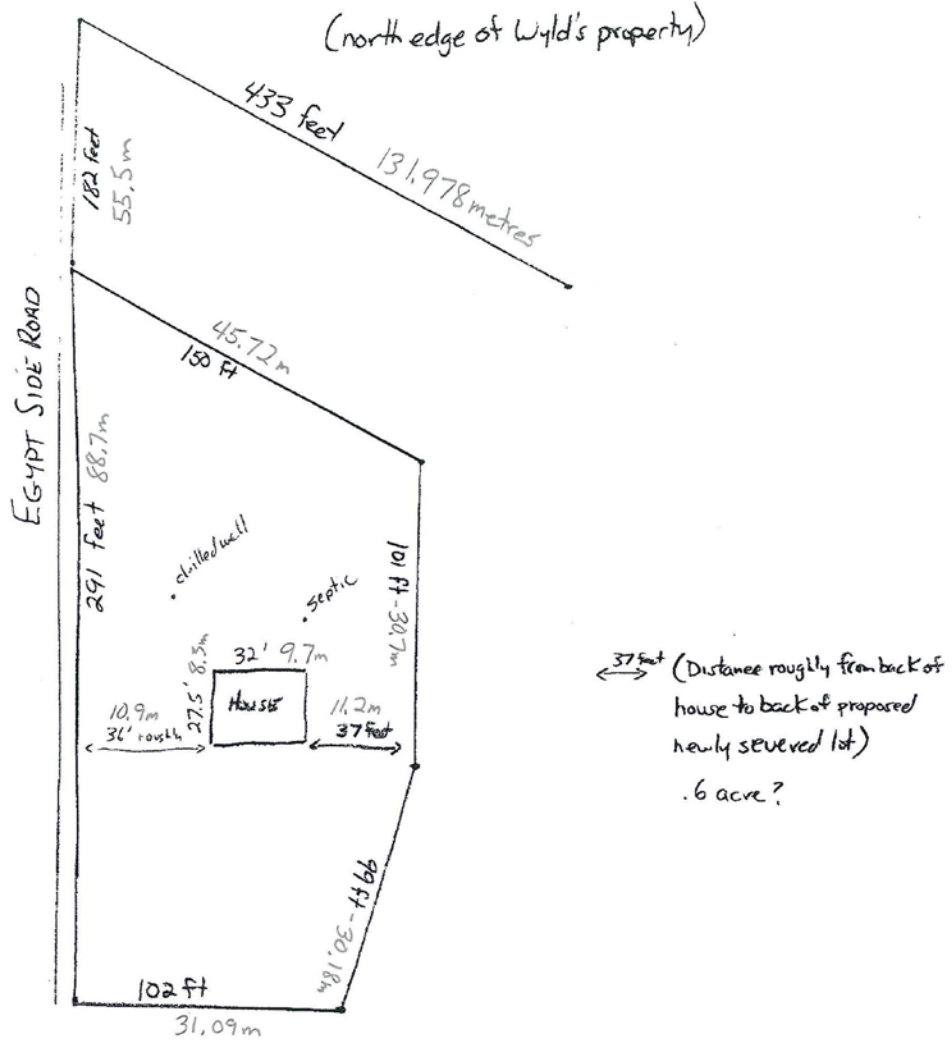 (north edge of Wyld's property)
433 feet
131.978 metres
182 feet
55.5m
EGYPT SIDE ROAD
45.72m
150 ft
291 feet 88.7m
drilled well
septic
101 ft - 30.7m
32' 9.7m
27.5' 8.3m
HOUSE
10.9m
36' roughly
11.2m
37 feet
37 feet (Distance roughly from back of
house to back of proposed
newly severed lot)
.6 acre?
99 ft - 30.18m
102 ft
31.09m